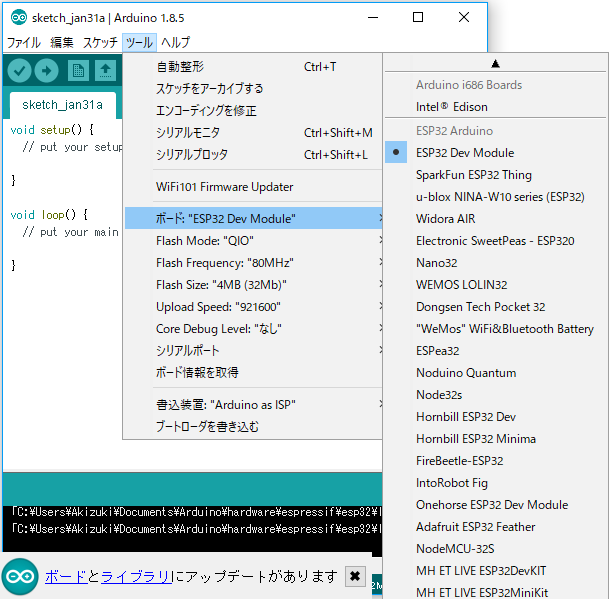 sketch_jan31a | Arduino 1.8.5
ファイル 編集 スケッチ ツール ヘルプ
sketch_jan31a
void setup() {
// put your setup
}
void loop() {
// put your main
}
自動整形 Ctrl+T
スケッチをアーカイブする
エンコーディングを修正
シリアルモニタ Ctrl+Shift+M
シリアルプロッタ Ctrl+Shift+L
WiFi101 Firmware Updater
ボード: "ESP32 Dev Module"
Flash Mode: "QIO"
Flash Frequency: "80MHz"
Flash Size: "4MB (32Mb)"
Upload Speed: "921600"
Core Debug Level: "なし"
シリアルポート
ボード情報を取得
書込装置: "Arduino as ISP"
ブートローダを書き込む
Arduino i686 Boards
Intel® Edison
ESP32 Arduino
ESP32 Dev Module
SparkFun ESP32 Thing
u-blox NINA-W10 series (ESP32)
Widora AIR
Electronic SweetPeas - ESP320
Nano32
WEMOS LOLIN32
Dongsen Tech Pocket 32
"WeMos" WiFi&Bluetooth Battery
ESPea32
Noduino Quantum
Node32s
Hornbill ESP32 Dev
Hornbill ESP32 Minima
FireBeetle-ESP32
IntoRobot Fig
Onehorse ESP32 Dev Module
Adafruit ESP32 Feather
NodeMCU-32S
MH ET LIVE ESP32DevKIT
MH ET LIVE ESP32MiniKit
「C:¥Users¥Akizuki¥Documents¥Arduino¥hardware¥espressif¥esp32¥
「C:¥Users¥Akizuki¥Documents¥Arduino¥hardware¥espressif¥esp32¥
ボードとライブラリにアップデートがあります